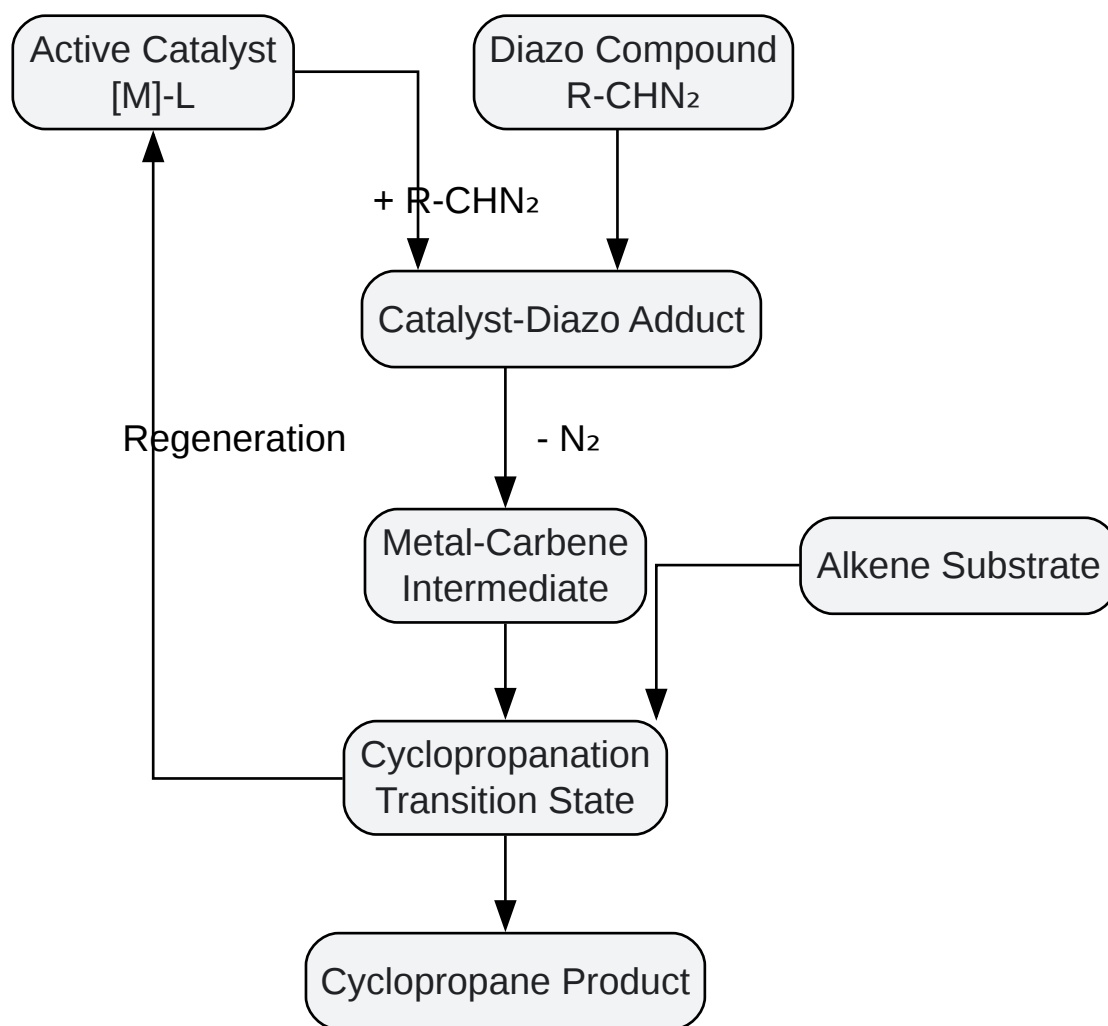 Active Catalyst
[M]-L
Diazo Compound
R-CHN₂
+ R-CHN₂
Catalyst-Diazo Adduct
Regeneration
- N₂
Metal-Carbene
Intermediate
Alkene Substrate
Cyclopropanation
Transition State
Cyclopropane Product